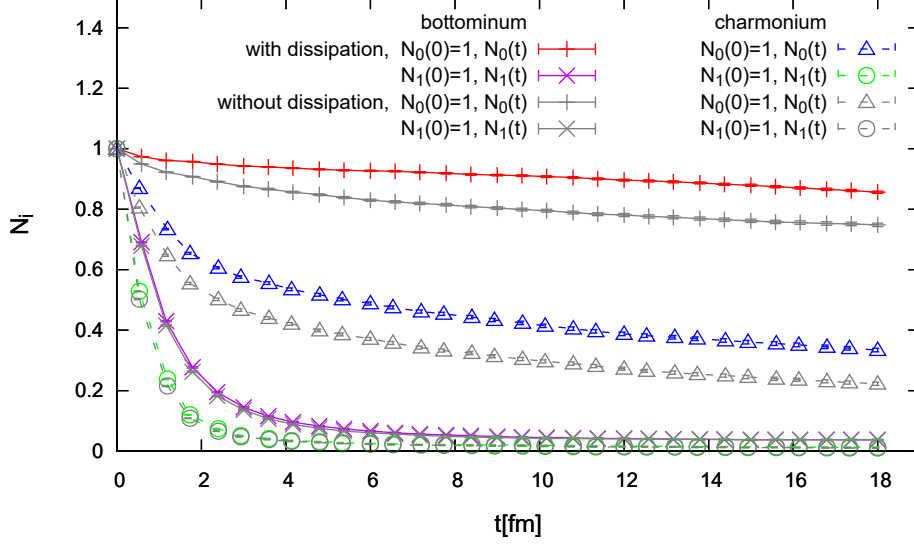 bottominum charmonium
with dissipation, N₀(0)=1, N₀(t) N₀(0)=1, N₀(t)
N₁(0)=1, N₁(t) N₁(0)=1, N₁(t)
without dissipation, N₀(0)=1, N₀(t) N₀(0)=1, N₀(t)
N₁(0)=1, N₁(t) N₁(0)=1, N₁(t)
1.4
1.2
1
0.8
0.6
0.4
0.2
0
Nᵢ
0 2 4 6 8 10 12 14 16 18
t[fm]